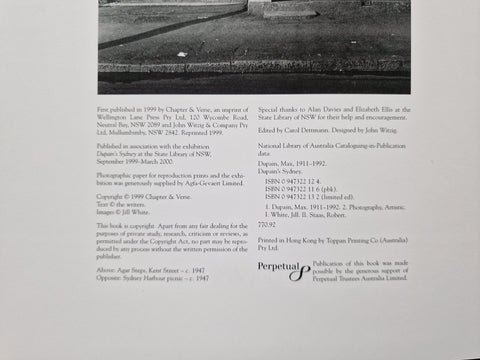 First published in 1999 by Chapter & Verse, an imprint of
Wellington Lane Press Pty Ltd, 120 Wycombe Road,
Neutral Bay, NSW 2089 and John Witzig & Company Pty
Ltd, Mullumbimby, NSW 2842. Reprinted 1999.
Published in association with the exhibition
Dupain's Sydney at the State Library of NSW,
September 1999–March 2000.
Photographic paper for reproduction prints and the exhibi-
tion was generously supplied by Agfa-Gevaert Limited.
Copyright © 1999 Chapter & Verse.
Text © the writers.
Images © Jill White.
This book is copyright. Apart from any fair dealing for the
purposes of private study, research, criticism or reviews, as
permitted under the Copyright Act, no part may be repro-
duced by any process without the written permission of the
publisher.
Above: Agar Steps, Kent Street – c. 1947
Opposite: Sydney Harbour picnic – c. 1947
Special thanks to Alan Davies and Elizabeth Ellis at the
State Library of NSW for their help and encouragement.
Edited by Carol Dettmann. Designed by John Witzig.
National Library of Australia Cataloguing-in-Publication
data:
Dupain, Max, 1911–1992.
Dupain's Sydney.
ISBN 0 947322 12 4.
ISBN 0 947322 11 6 (pbk).
ISBN 0 947322 13 2 (limited ed).
1. Dupain, Max, 1911–1992. 2. Photography, Artistic.
I. White, Jill. II. Staas, Robert.
770.92
Printed in Hong Kong by Toppan Printing Co (Australia)
Pty Ltd.
Perpetual
Publication of this book was made
possible by the generous support of
Perpetual Trustees Australia Limited.